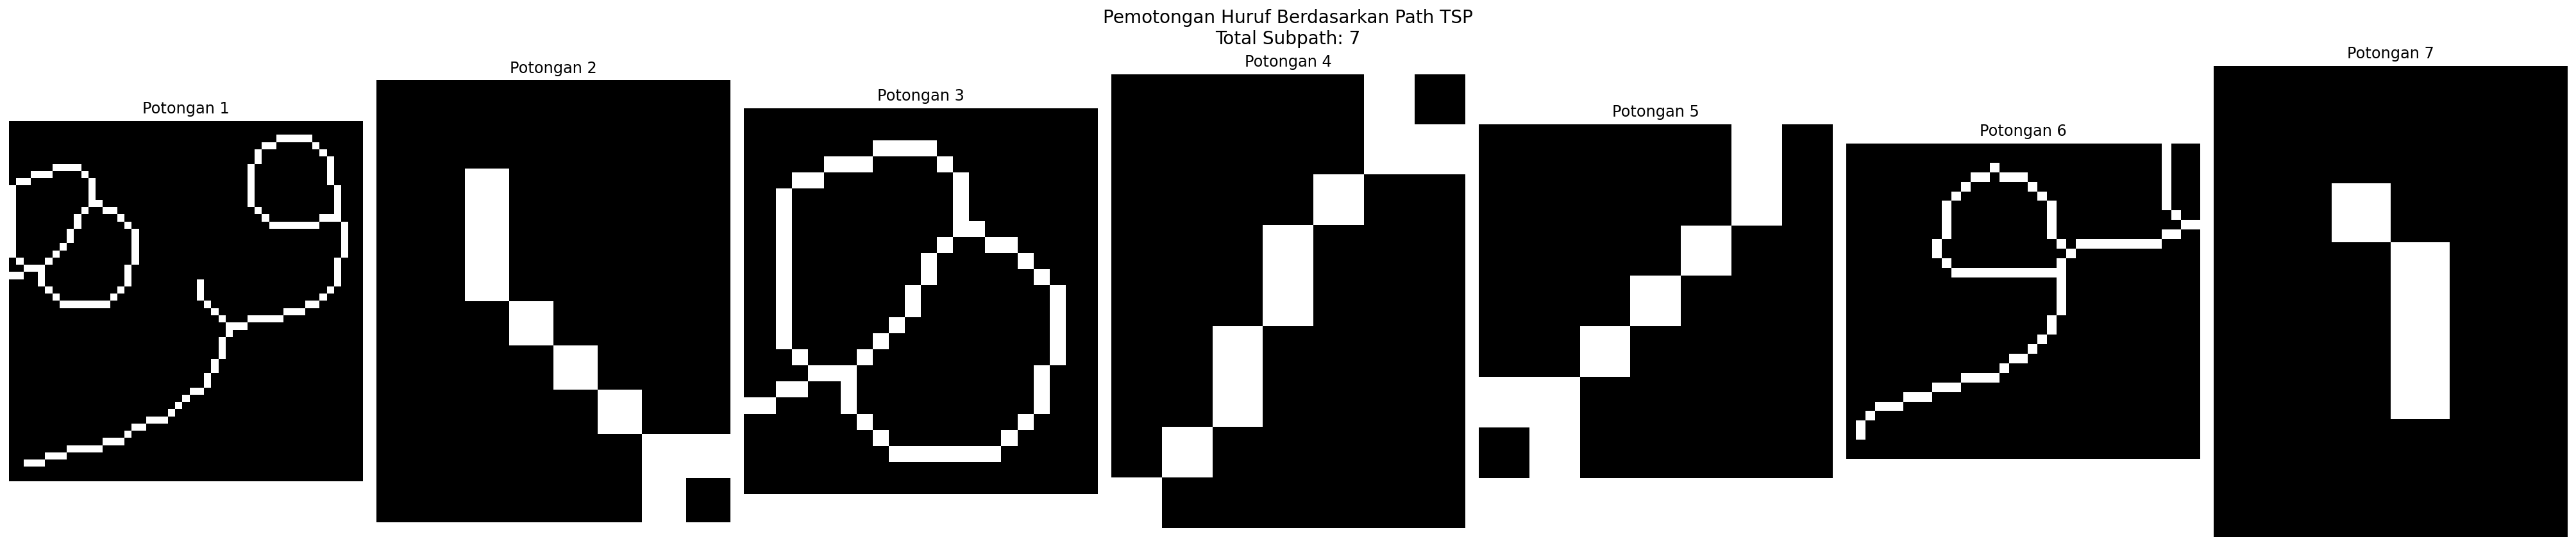 Pemotongan Huruf Berdasarkan Path TSP
Total Subpath: 7
Potongan 1
Potongan 2
Potongan 3
Potongan 4
Potongan 5
Potongan 6
Potongan 7